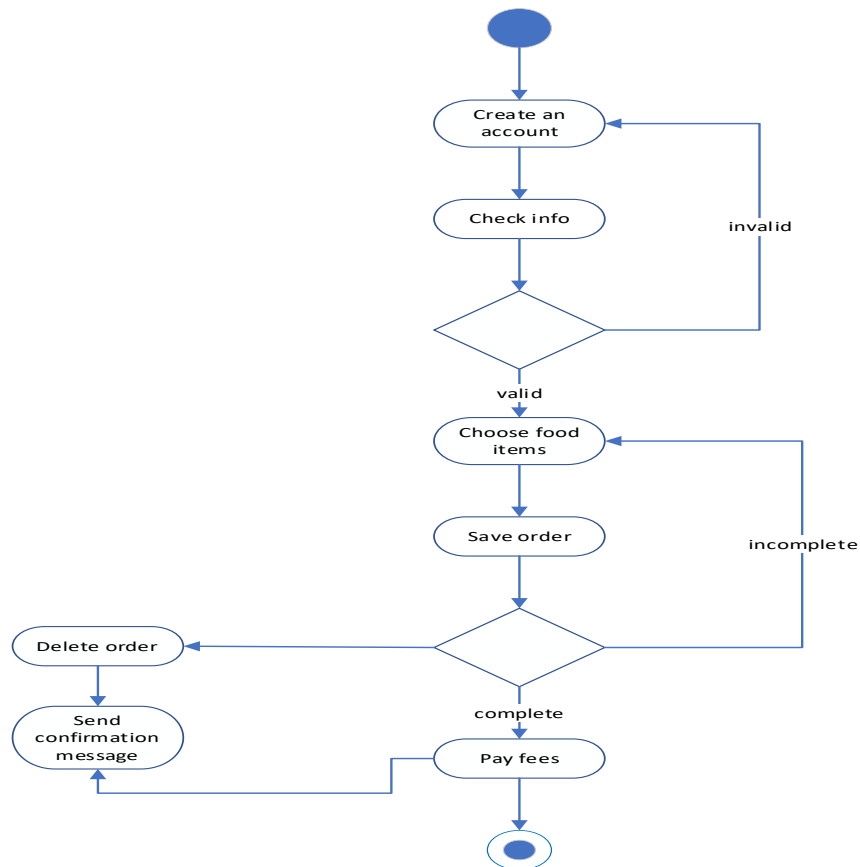 Create an
account
Check info
invalid
valid
Choose food
items
Save order
incomplete
Delete order
complete
Send
confirmation
message
Pay fees